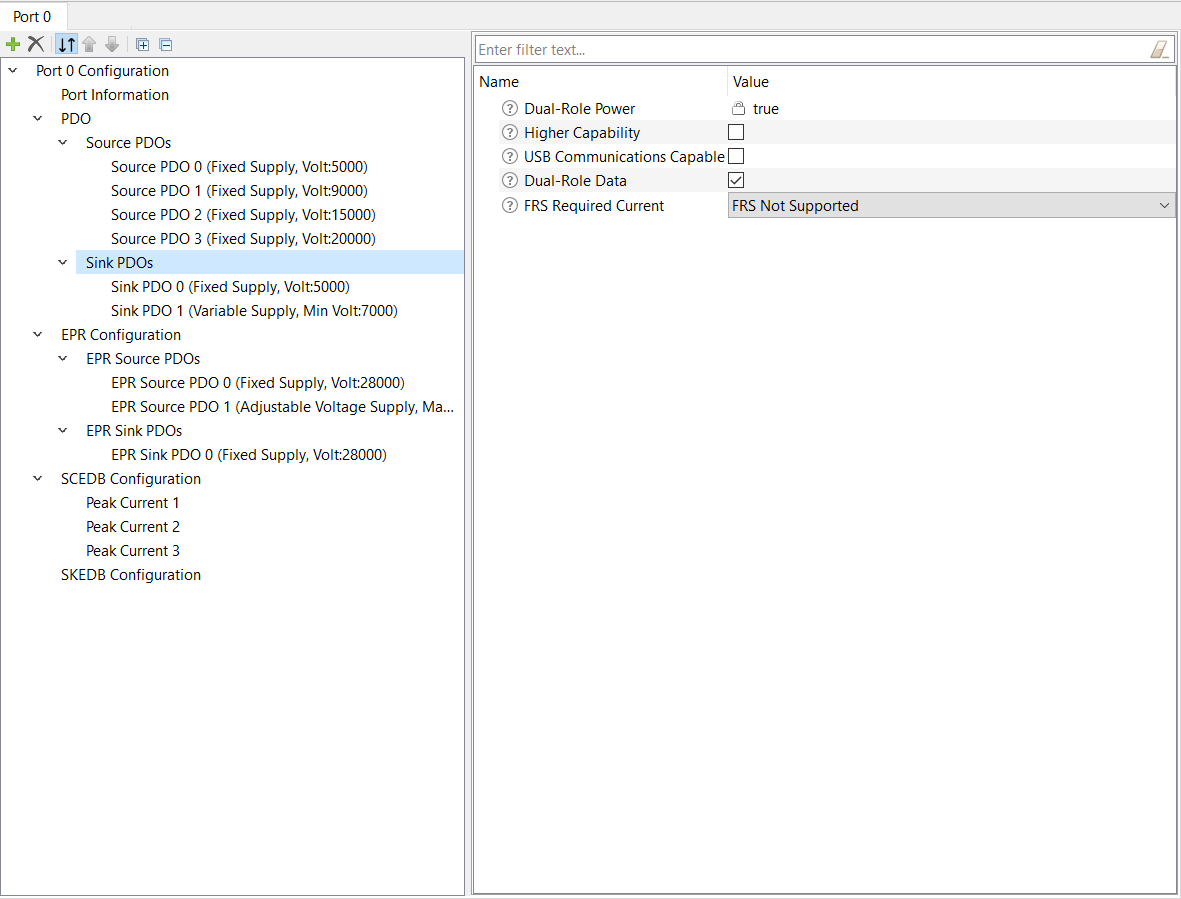 Port 0
Port 0 Configuration
Port Information
PDO
Source PDOs
Source PDO 0 (Fixed Supply, Volt:5000)
Source PDO 1 (Fixed Supply, Volt:9000)
Source PDO 2 (Fixed Supply, Volt:15000)
Source PDO 3 (Fixed Supply, Volt:20000)
Sink PDOs
Sink PDO 0 (Fixed Supply, Volt:5000)
Sink PDO 1 (Variable Supply, Min Volt:7000)
EPR Configuration
EPR Source PDOs
EPR Source PDO 0 (Fixed Supply, Volt:28000)
EPR Source PDO 1 (Adjustable Voltage Supply, Ma...
EPR Sink PDOs
EPR Sink PDO 0 (Fixed Supply, Volt:28000)
SCEDB Configuration
Peak Current 1
Peak Current 2
Peak Current 3
SKEDB Configuration
Enter filter text...
Name Value
Dual-Role Power true
Higher Capability
USB Communications Capable
Dual-Role Data
FRS Required Current FRS Not Supported